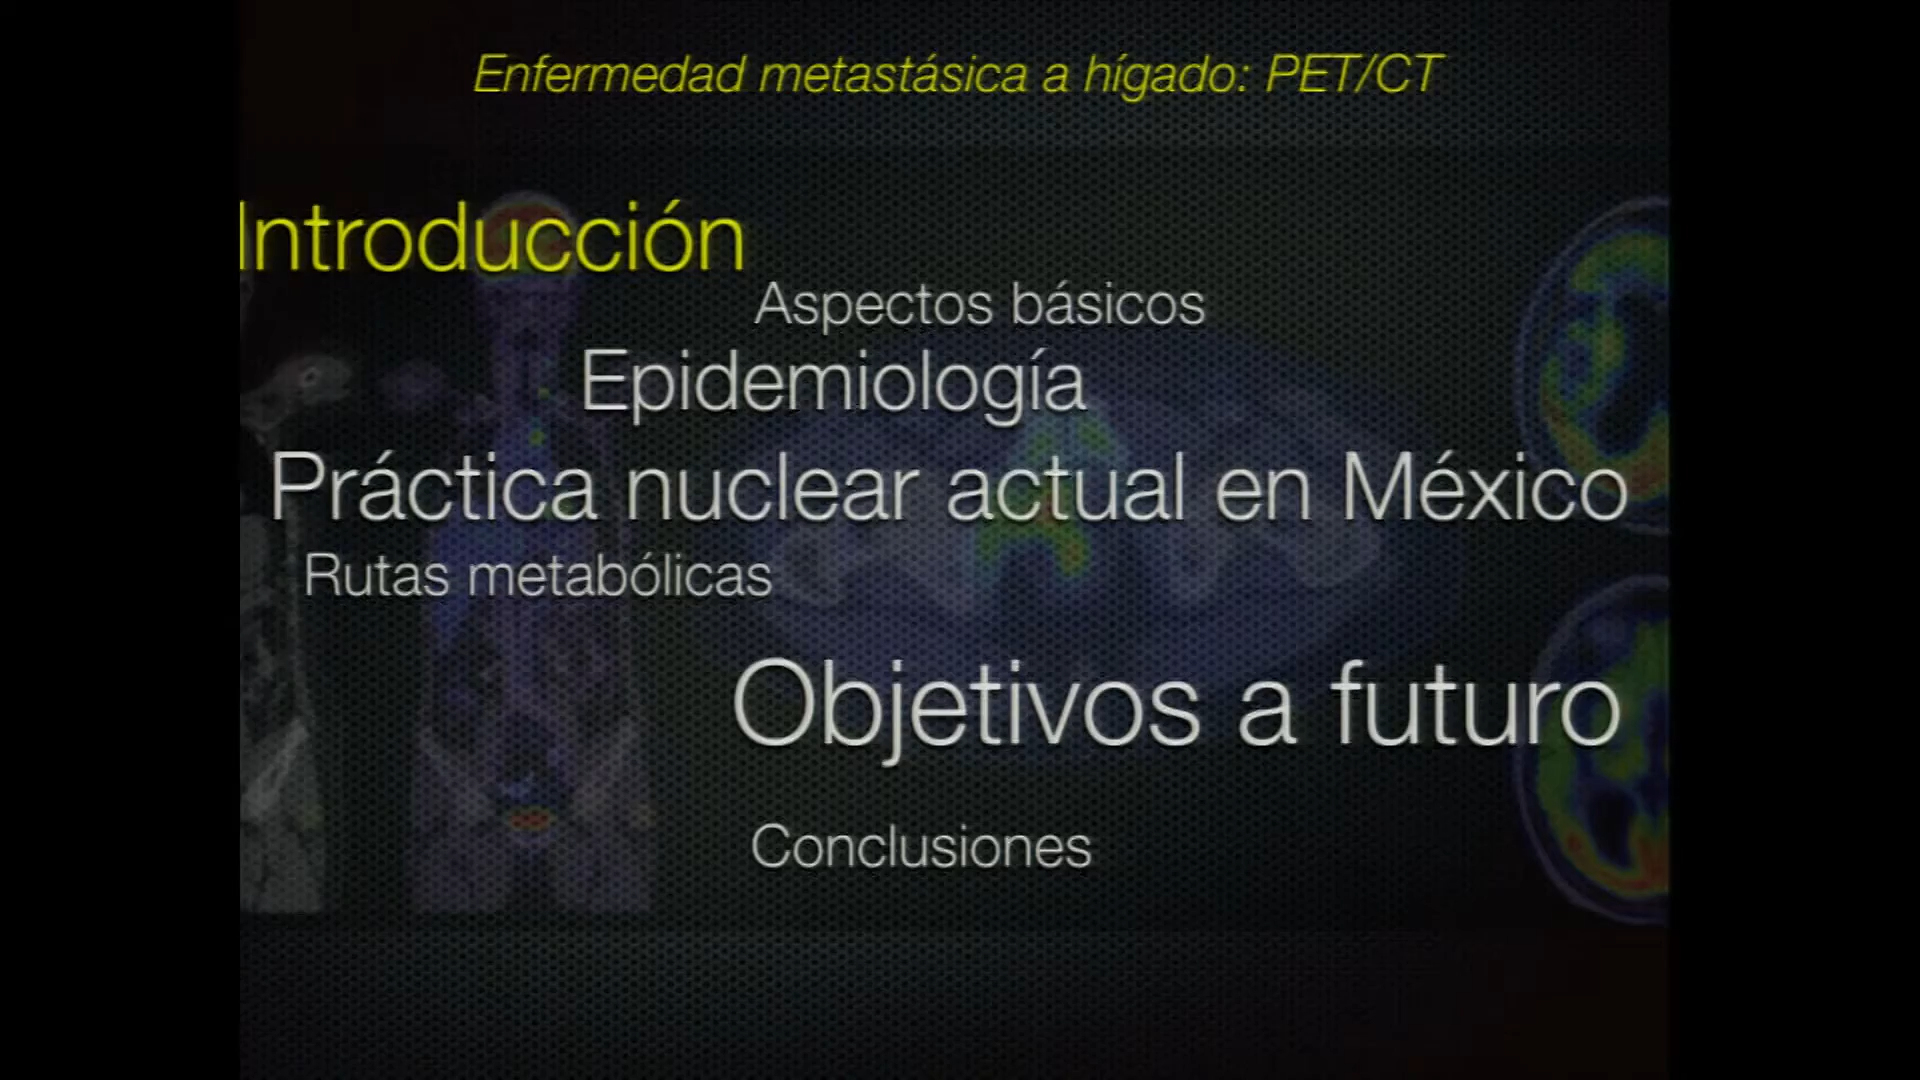 Enfermedad metastásica a hígado: PET/CT
Introducción
Aspectos básicos
Epidemiología
Práctica nuclear actual en México
Rutas metabólicas
Objetivos a futuro
Conclusiones